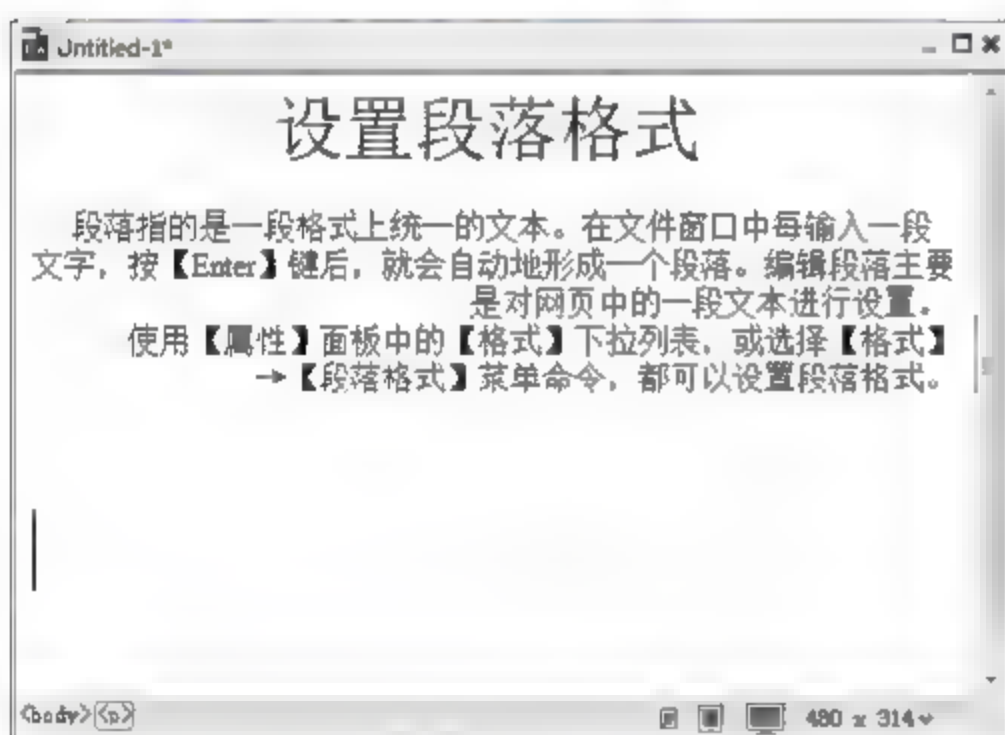 Untitled-1*
设置段落格式
段落指的是一段格式上统一的文本。在文件窗口中每输入一段
文字，按【Enter】键后，就会自动地形成一个段落。编辑段落主要
是对网页中的一段文本进行设置。
使用【属性】面板中的【格式】下拉列表，或选择【格式】
→【段落格式】菜单命令，都可以设置段落格式。
<body><p> 480 x 314